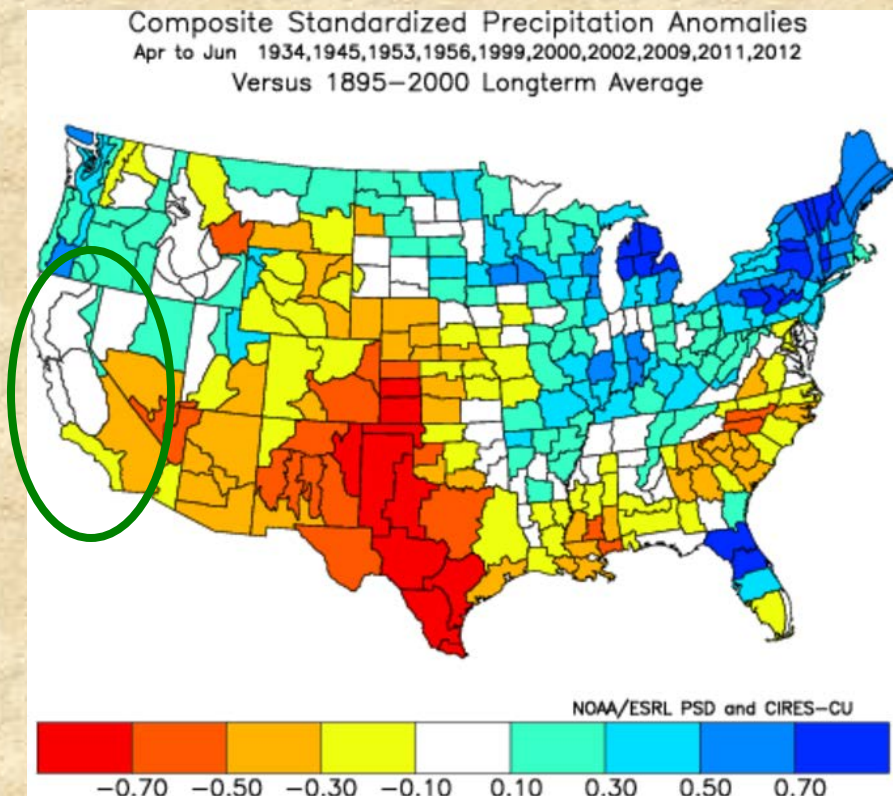 Composite Standardized Precipitation Anomalies
Apr to Jun 1934,1945,1953,1956,1999,2000,2002,2009,2011,2012
Versus 1895–2000 Longterm Average
NOAA/ESRL PSD and CIRES–CU
−0.70 −0.50 −0.30 −0.10 0.10 0.30 0.50 0.70